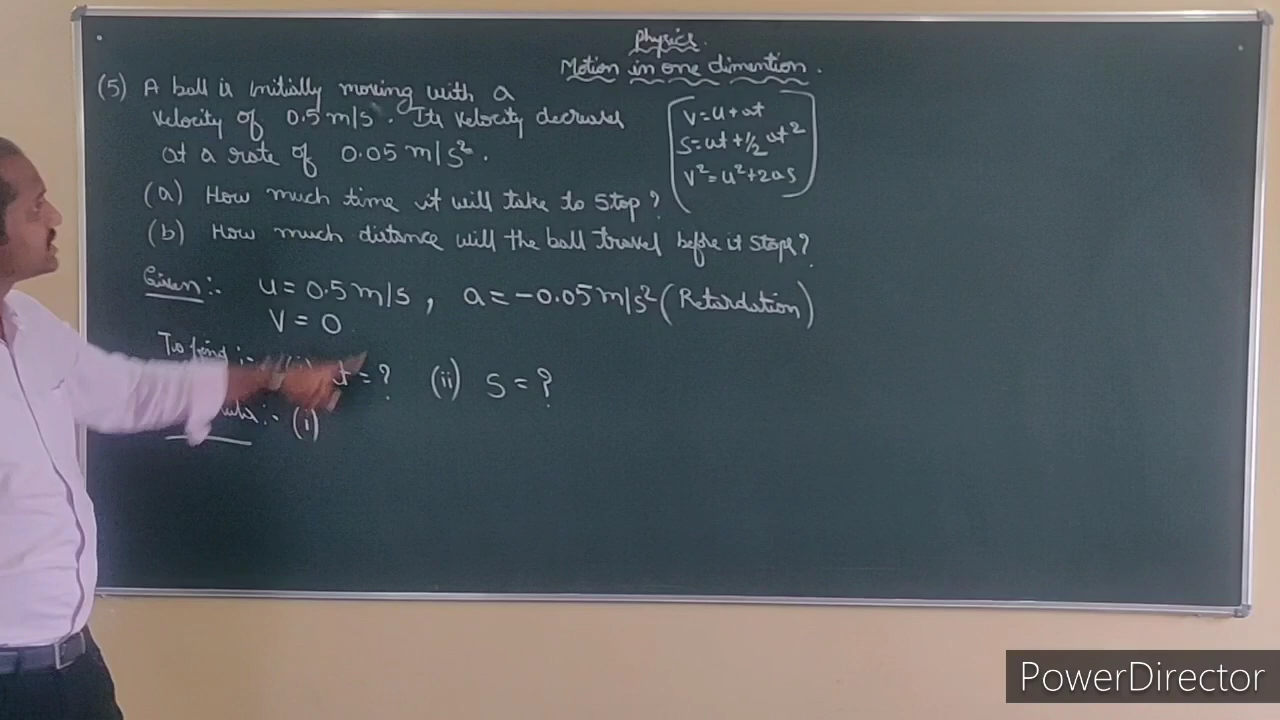 Physics.
Motion in one dimention.
(5) A ball is initially moving with a
velocity of 0.5 m/s. Its velocity decreases
at a rate of 0.05 m/s².
(a) How much time it will take to stop?
(b) How much distance will the ball travel before it stops?
V = u + at
S = ut + 1/2 at²
V² = u² + 2as
Given:- u = 0.5 m/s, a = -0.05 m/s² (Retardation)
V = 0
To find:- (i) t = ? (ii) S = ?
:- (i)
PowerDirector